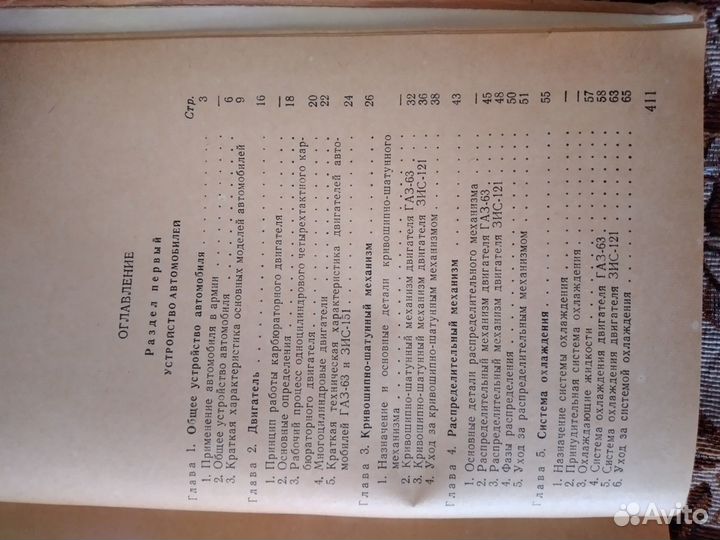 ОГЛАВЛЕНИЕ
Раздел первый
УСТРОЙСТВО АВТОМОБИЛЕЙ
Стр.
Глава 1. Общее устройство автомобиля . . . 3
1. Применение автомобиля в армии . . . —
2. Общее устройство автомобиля . . . 6
3. Краткая характеристика основных моделей автомобилей 9
Глава 2. Двигатель . . . 16
1. Принцип работы карбюраторного двигателя . . . —
2. Основные определения . . . 18
3. Рабочий процесс одноцилиндрового четырехтактного кар-
бюраторного двигателя . . . 20
4. Многоцилиндровые двигатели . . . 22
5. Краткая техническая характеристика двигателей авто-
мобилей ГАЗ-63 и ЗИС-151 . . . 24
Глава 3. Кривошипно-шатунный механизм . . . 26
1. Назначение и основные детали кривошипно-шатунного
механизма . . . —
2. Кривошипно-шатунный механизм двигателя ГАЗ-63 . . . 32
3. Кривошипно-шатунный механизм двигателя ЗИС-121 . . . 36
4. Уход за кривошипно-шатунным механизмом . . . 38
Глава 4. Распределительный механизм . . . 43
1. Основные детали распределительного механизма . . . —
2. Распределительный механизм двигателя ГАЗ-63 . . . 45
3. Распределительный механизм двигателя ЗИС-121 . . . 48
4. Фазы распределения . . . 50
5. Уход за распределительным механизмом . . . 51
Глава 5. Система охлаждения . . . 55
1. Назначение системы охлаждения . . . —
2. Принудительная система охлаждения . . . —
3. Охлаждающие жидкости . . . 57
4. Система охлаждения двигателя ГАЗ-63 . . . 58
5. Система охлаждения двигателя ЗИС-121 . . . 63
6. Уход за системой охлаждения . . . 65
411
Avito